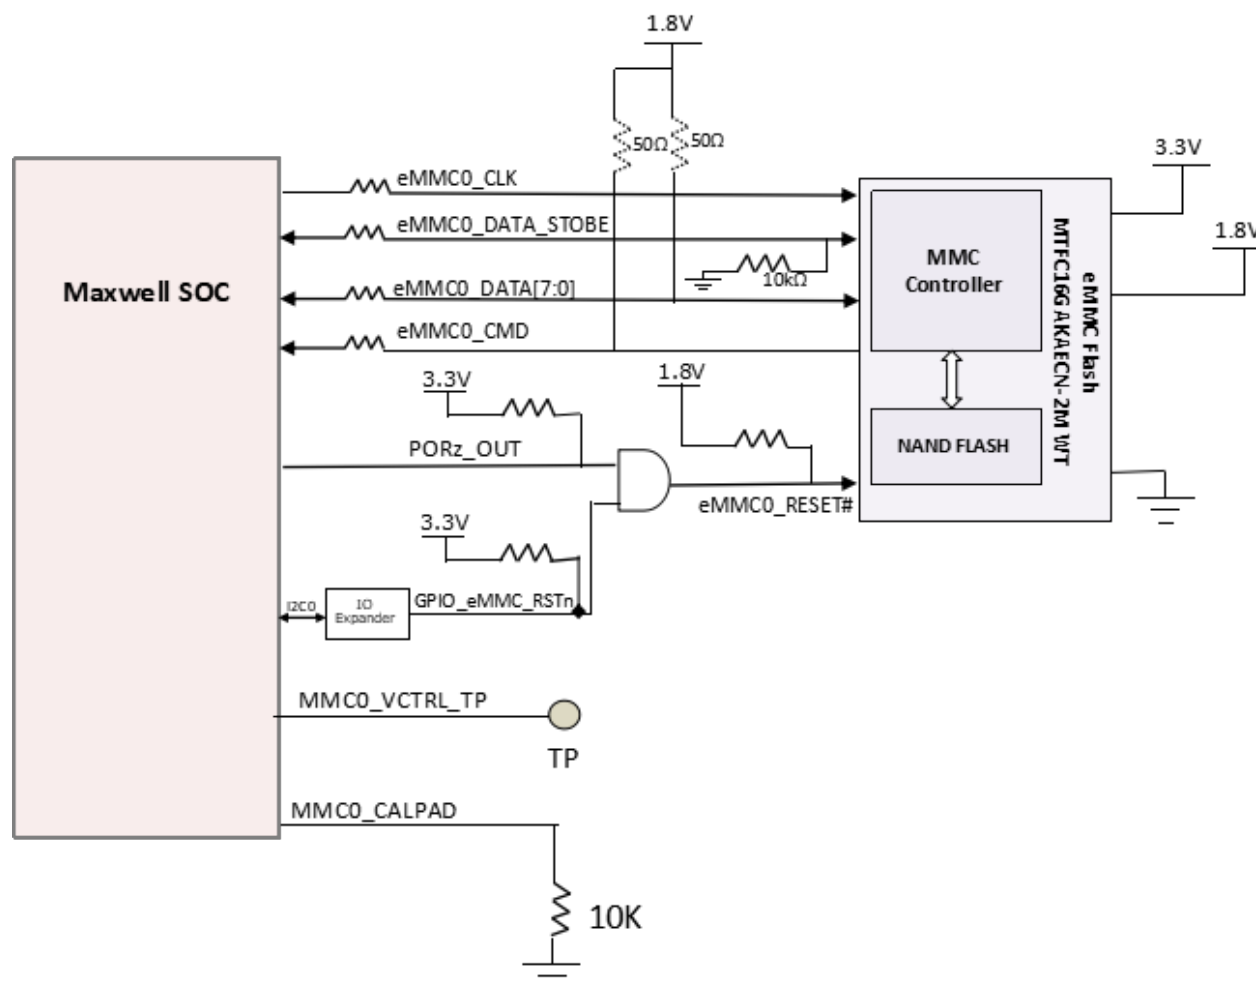 1.8V
50Ω
50Ω
3.3V
1.8V
eMMC0_CLK
eMMC0_DATA_STOBE
10kΩ
eMMC0_DATA[7:0]
eMMC0_CMD
Maxwell SOC
MMC
Controller
NAND FLASH
eMMC Flash
MTFC16GAKAECN-2M WT
3.3V
1.8V
PORz_OUT
eMMC0_RESET#
3.3V
I2C0
IO
Expander
GPIO_eMMC_RSTn
MMC0_VCTRL_TP
TP
MMC0_CALPAD
10K